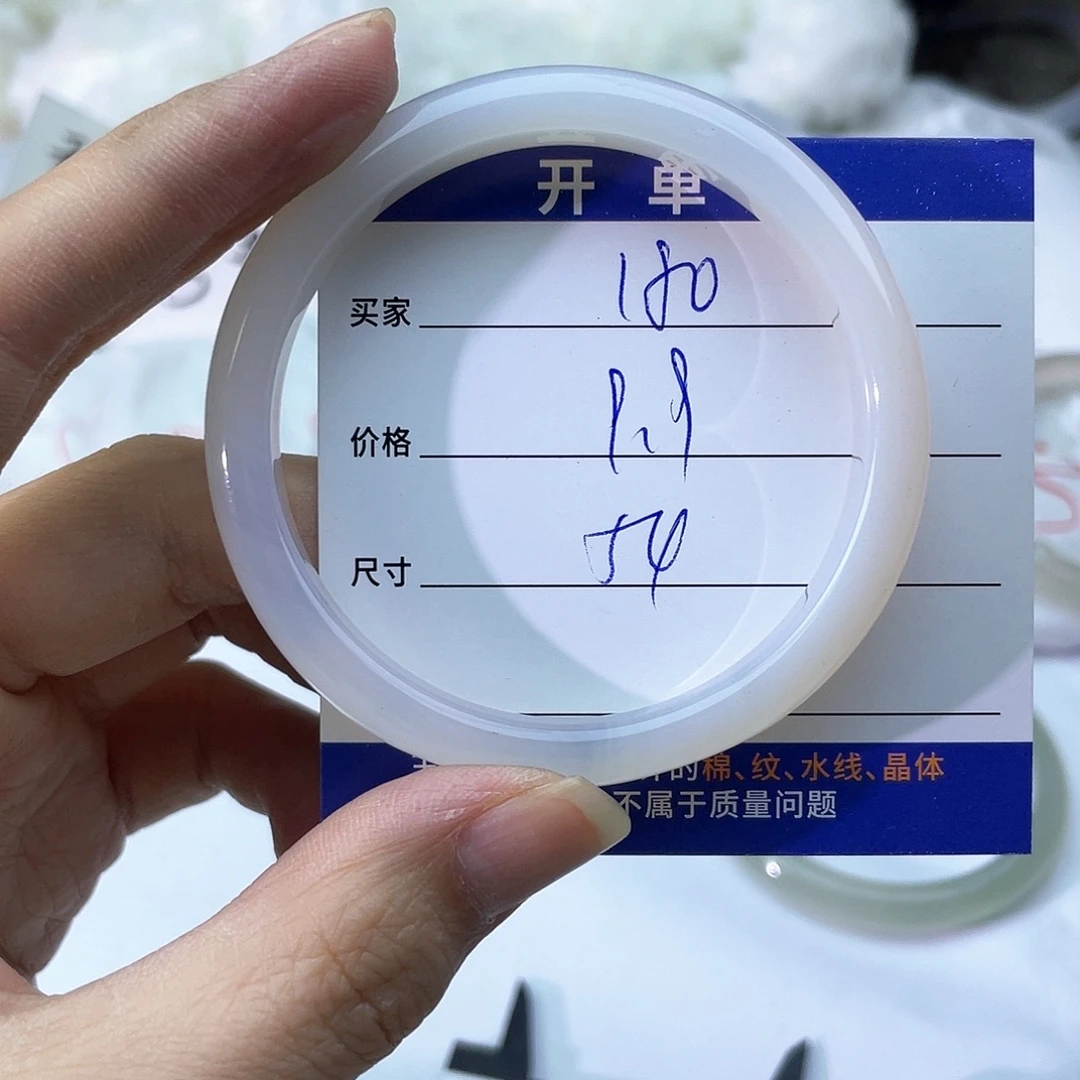 开 单
买家 180
价格
尺寸 54
的棉、纹、水线、晶体
不属于质量问题